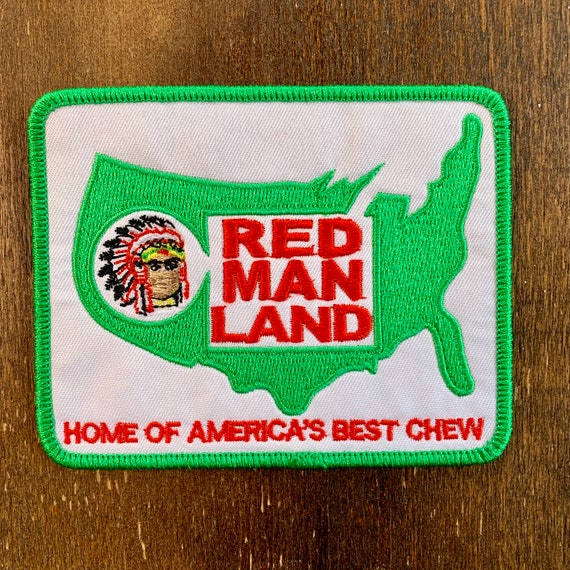 RED
MAN
LAND
HOME OF AMERICA'S BEST CHEW